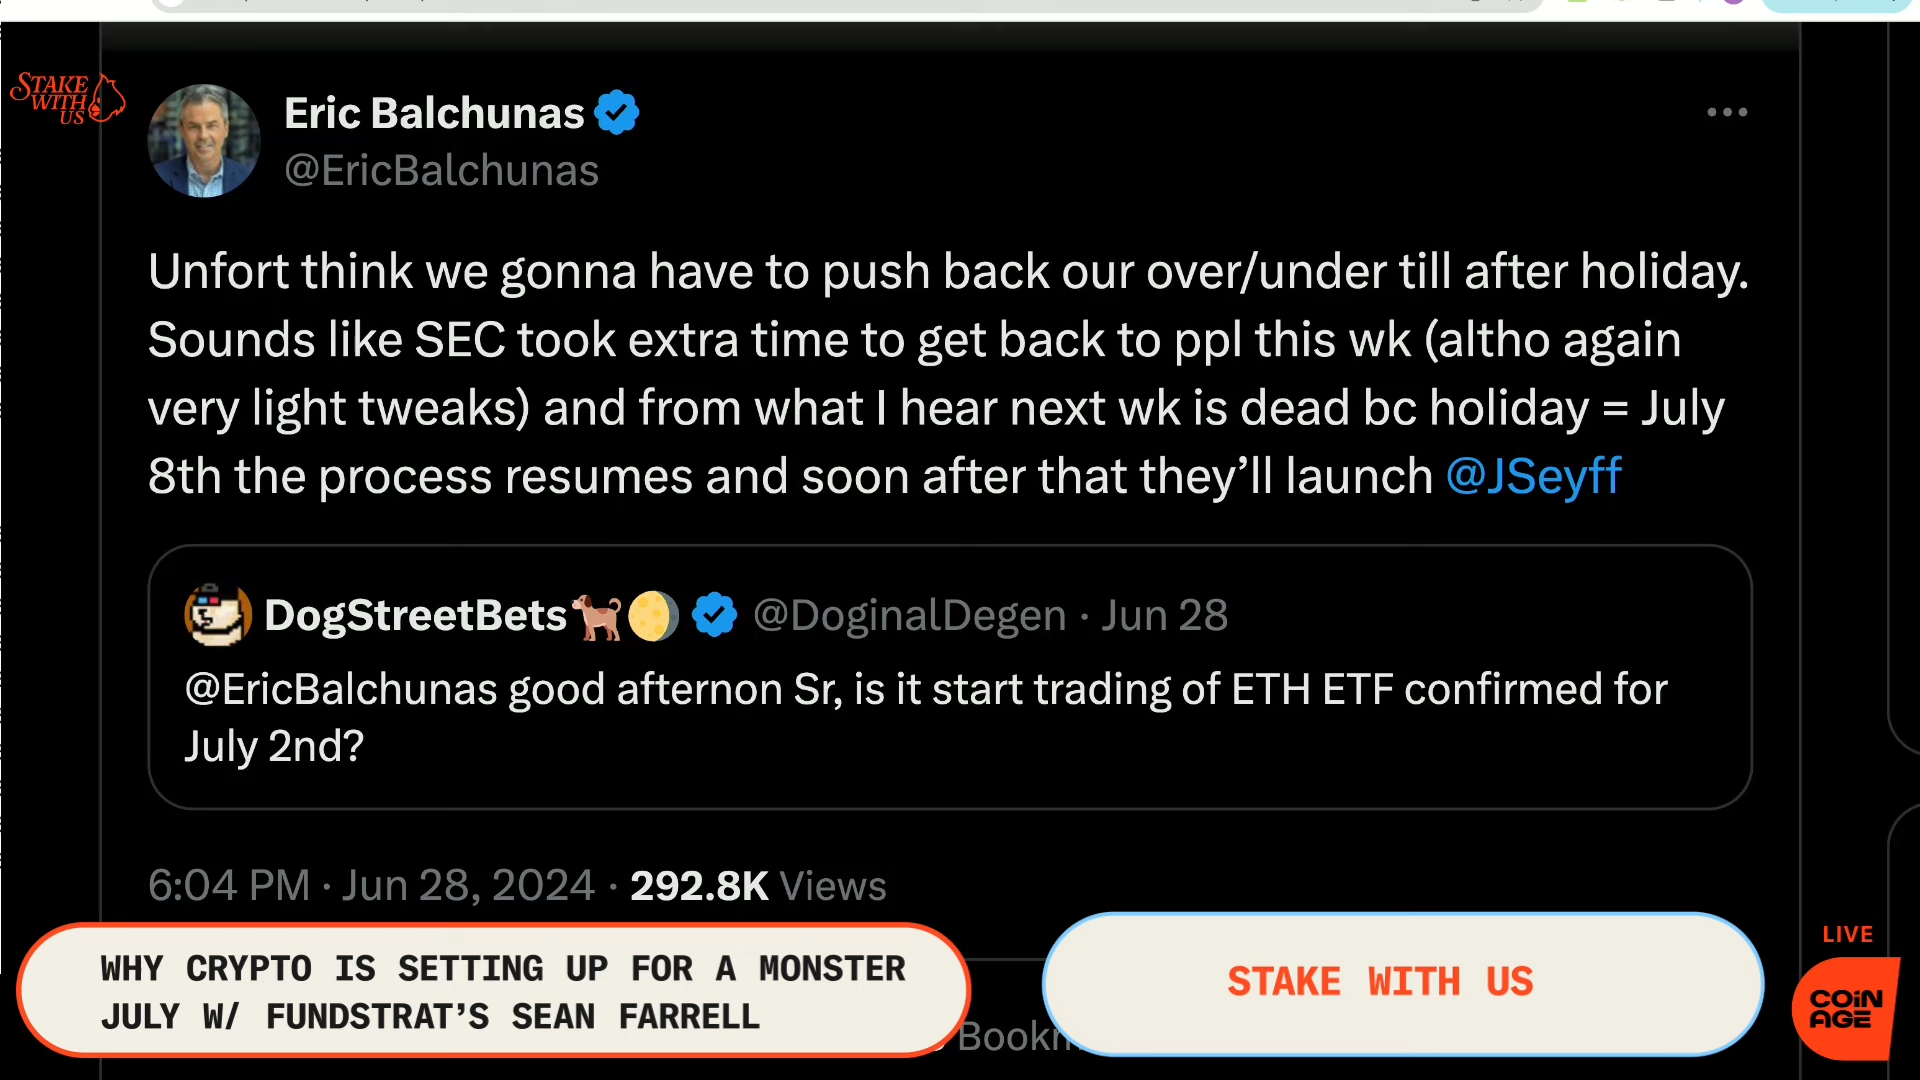 STAKE
WITH
US
Eric Balchunas
@EricBalchunas
Unfort think we gonna have to push back our over/under till after holiday.
Sounds like SEC took extra time to get back to ppl this wk (altho again
very light tweaks) and from what I hear next wk is dead bc holiday = July
8th the process resumes and soon after that they’ll launch @JSeyff
DogStreetBets @DoginalDegen · Jun 28
@EricBalchunas good afternon Sr, is it start trading of ETH ETF confirmed for
July 2nd?
6:04 PM · Jun 28, 2024 · 292.8K Views
WHY CRYPTO IS SETTING UP FOR A MONSTER
JULY W/ FUNDSTRAT’S SEAN FARRELL
STAKE WITH US
LIVE
COiN
AGE